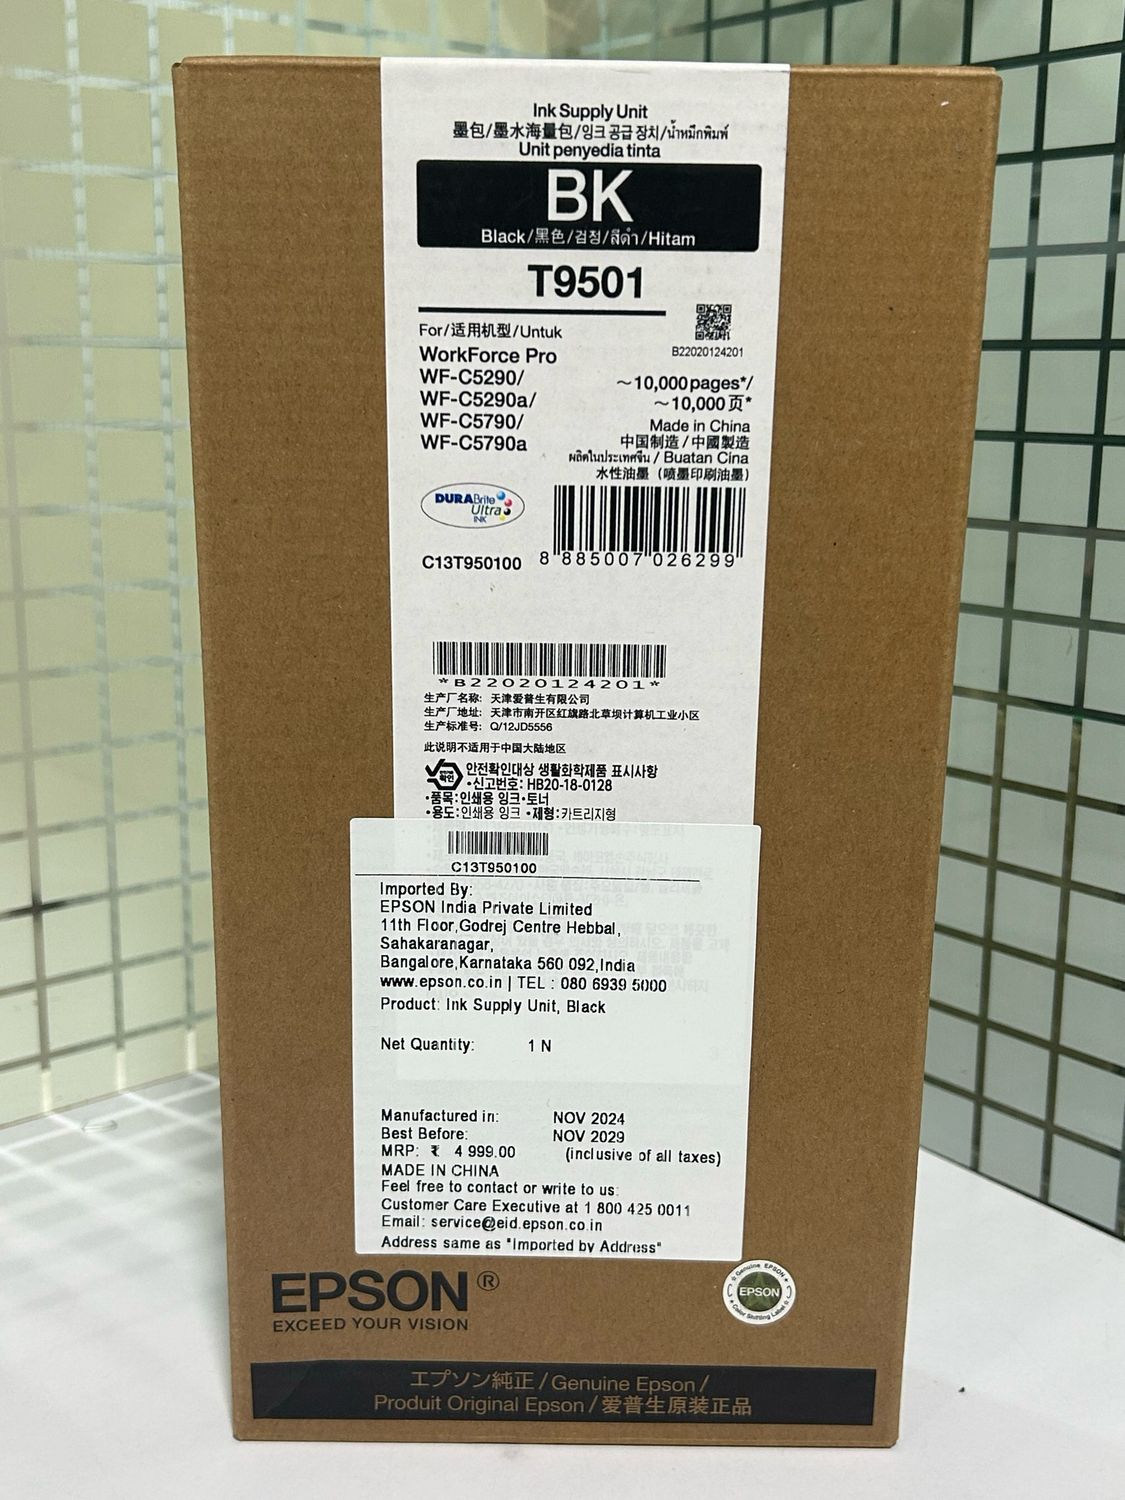 Ink Supply Unit
墨包/墨水海量包/잉크 공급 장치/น้ำหมึกพิมพ์
Unit penyedia tinta
BK
Black/黑色/검정/สีดำ/Hitam
T9501
For/适用机型/Untuk
WorkForce Pro
WF-C5290/
WF-C5290a/
WF-C5790/
WF-C5790a
B22020124201
～10,000pages*/
～10,000页*
Made in China
中国制造 / 中國製造
ผลิตในประเทศจีน / Buatan Cina
水性油墨（喷墨印刷油墨）
DURABrite
Ultra
INK
C13T950100
8 885007 026299
*B22020124201*
生产厂名称: 天津爱普生有限公司
生产厂地址: 天津市南开区红旗路北草坝计算机工业小区
生产标准号: Q/12JD5556
此说明不适用于中国大陆地区
안전확인대상 생활화학제품 표시사항
•신고번호: HB20-18-0128
•품목:인쇄용 잉크•토너
•용도:인쇄용 잉크 •제형:카트리지형
C13T950100
Imported By:
EPSON India Private Limited
11th Floor,Godrej Centre Hebbal,
Sahakaranagar,
Bangalore,Karnataka 560 092,India
www.epson.co.in | TEL : 080 6939 5000
Product: Ink Supply Unit, Black
Net Quantity: 1 N
Manufactured in: NOV 2024
Best Before: NOV 2029
MRP: ₹ 4 999.00 (inclusive of all taxes)
MADE IN CHINA
Feel free to contact or write to us:
Customer Care Executive at 1 800 425 0011
Email: service@eid.epson.co.in
Address same as "Imported by Address"
EPSON®
EXCEED YOUR VISION
Genuine EPSON
EPSON
Color Shifting Label
エプソン純正/Genuine Epson/
Produit Original Epson/爱普生原装正品